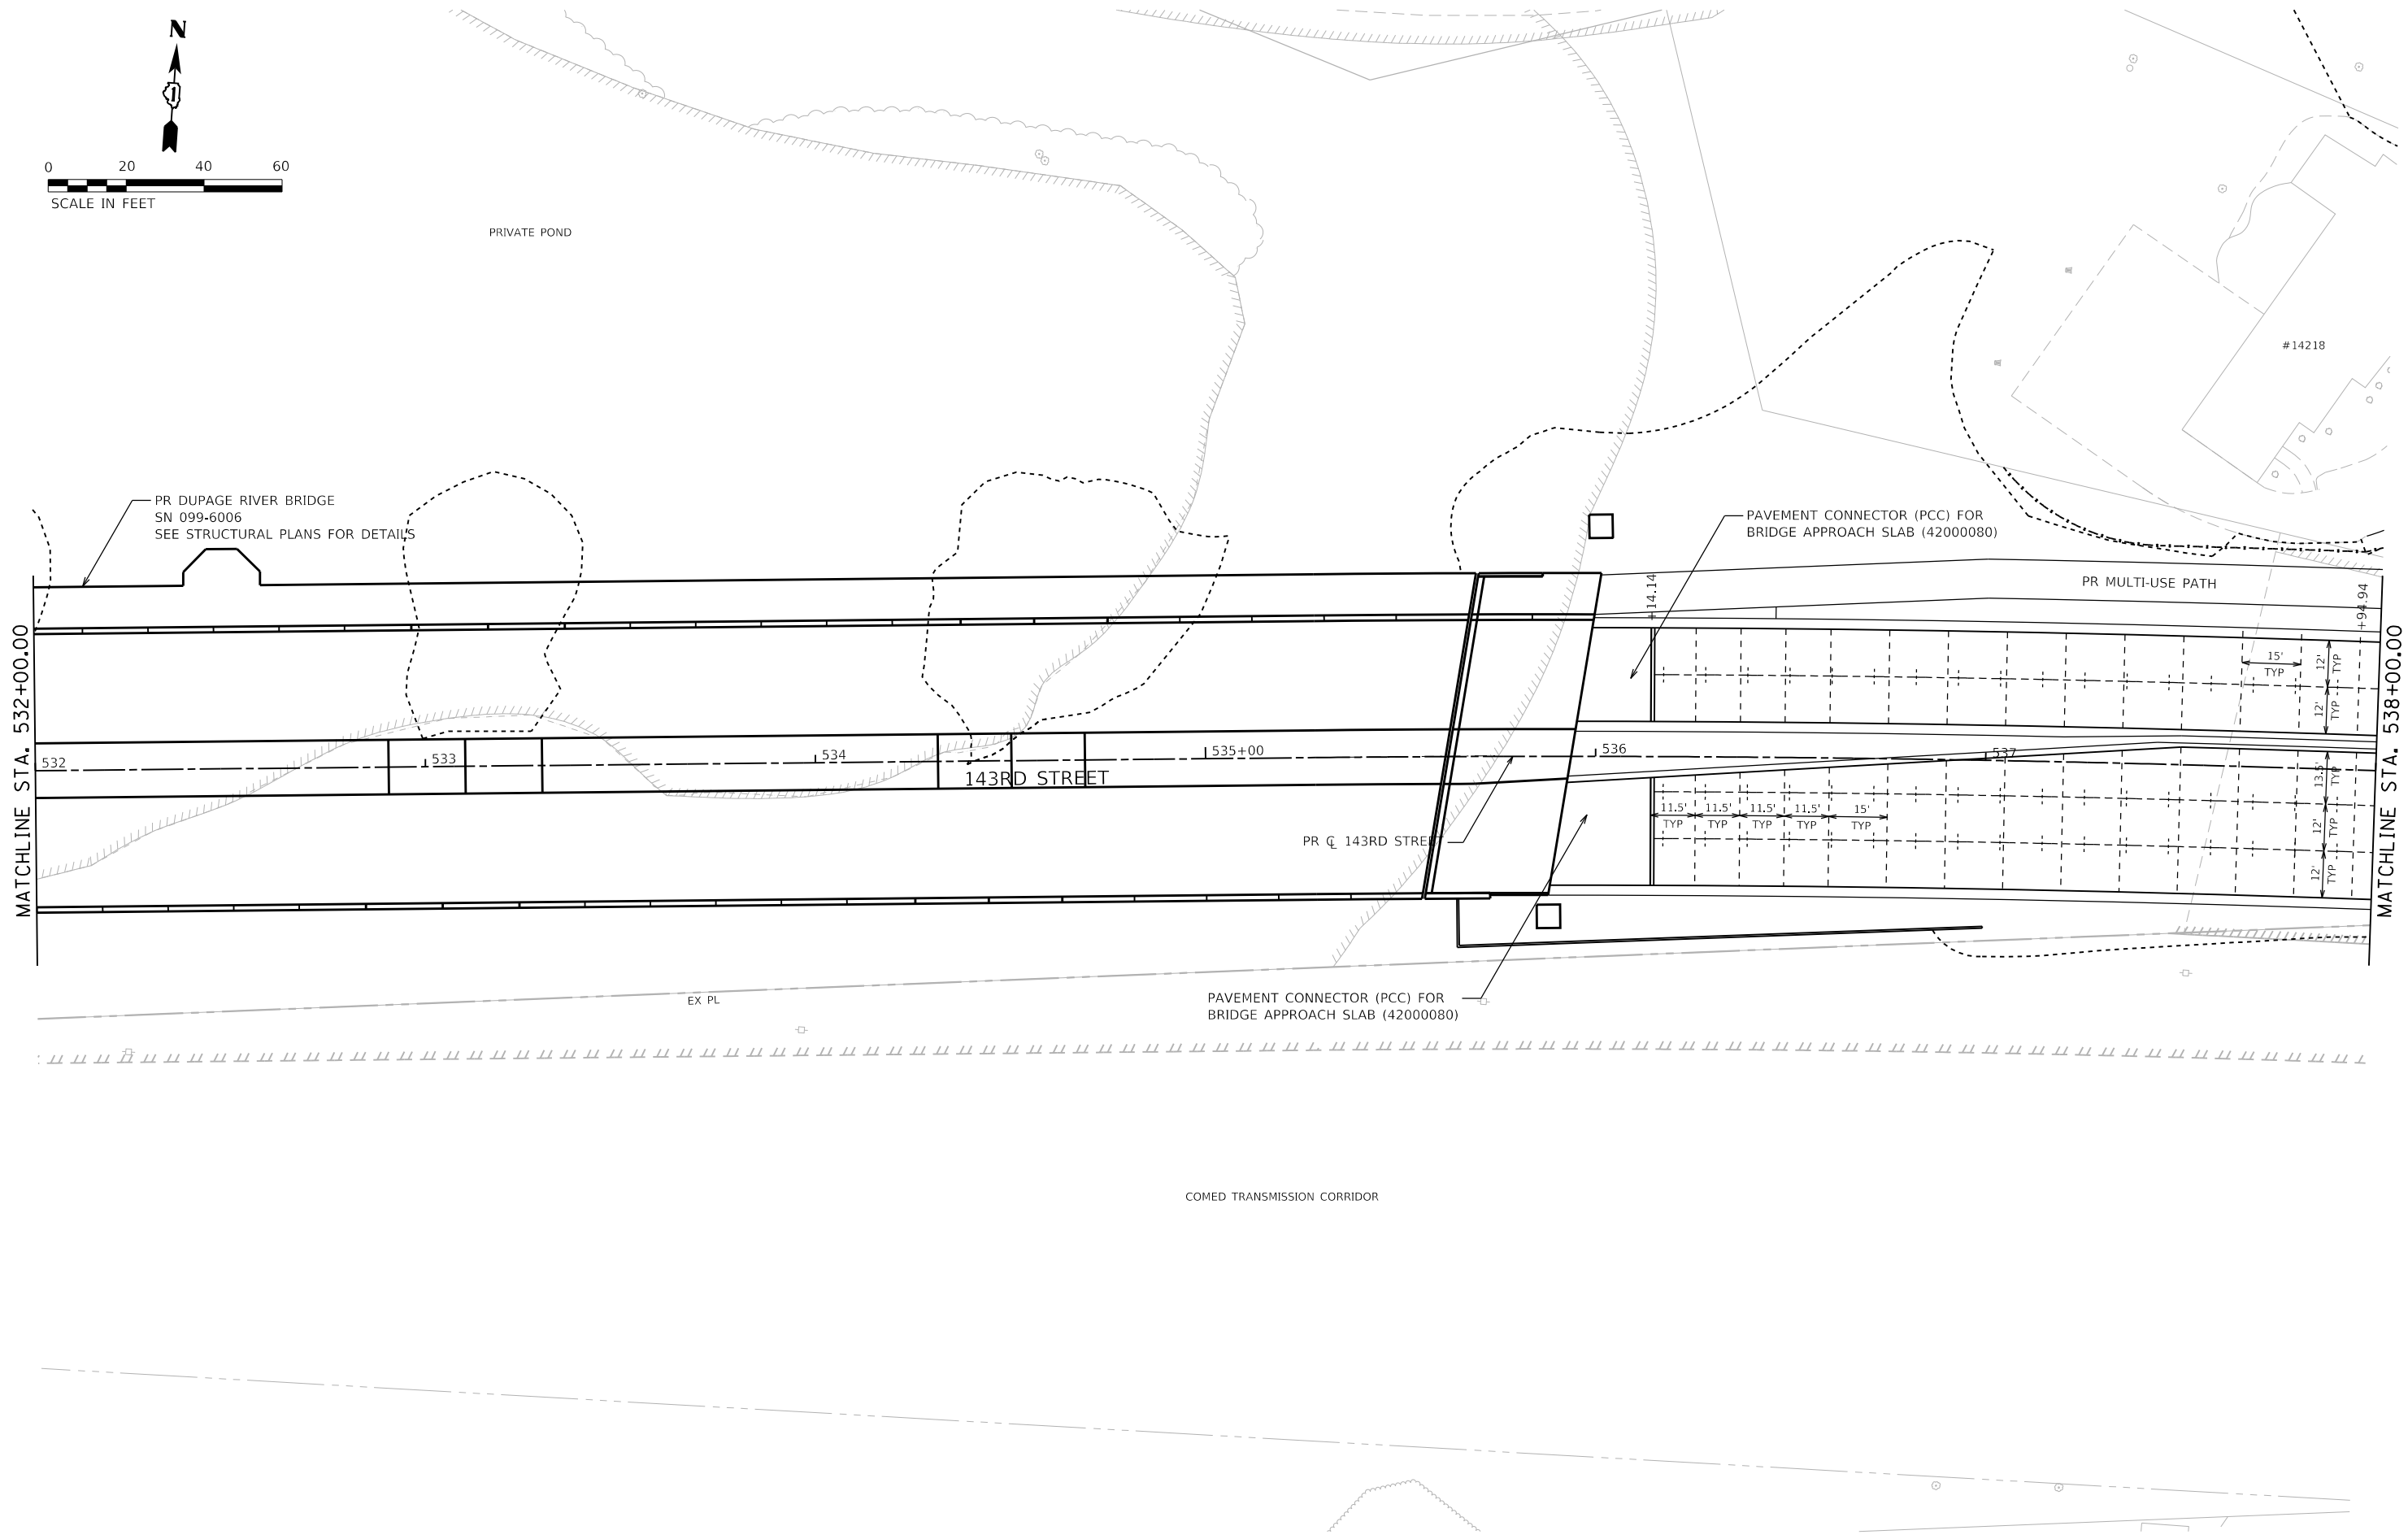 N
1
0 20 40 60
SCALE IN FEET
PRIVATE POND
#14218
PR DUPAGE RIVER BRIDGE
SN 099-6006
SEE STRUCTURAL PLANS FOR DETAILS
PAVEMENT CONNECTOR (PCC) FOR
BRIDGE APPROACH SLAB (42000080)
PR MULTI-USE PATH
+14.14
+94.94
MATCHLINE STA. 532+00.00
MATCHLINE STA. 538+00.00
15'
TYP
12'
TYP
12'
TYP
532
533
534
535+00
536
537
143RD STREET
13.5'
TYP
12'
TYP
12'
TYP
11.5' 11.5' 11.5' 11.5' 15'
TYP TYP TYP TYP TYP
PR ℄ 143RD STREET
PAVEMENT CONNECTOR (PCC) FOR
BRIDGE APPROACH SLAB (42000080)
EX PL
COMED TRANSMISSION CORRIDOR